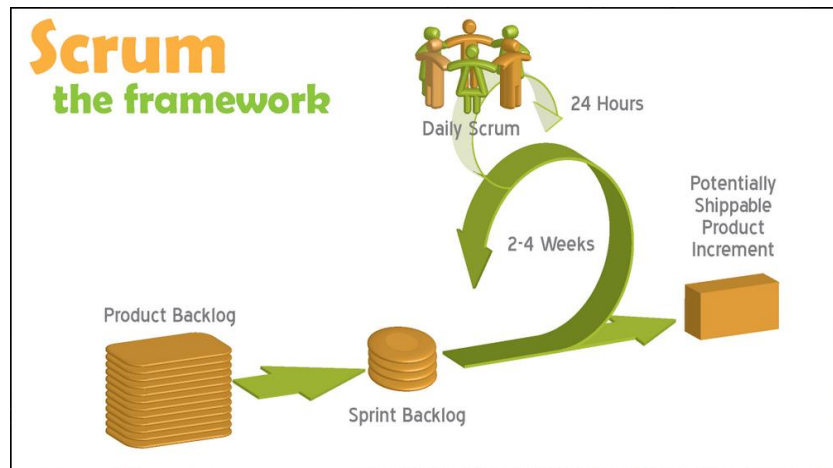 Scrum
the framework
Daily Scrum
24 Hours
2-4 Weeks
Potentially
Shippable
Product
Increment
Product Backlog
Sprint Backlog